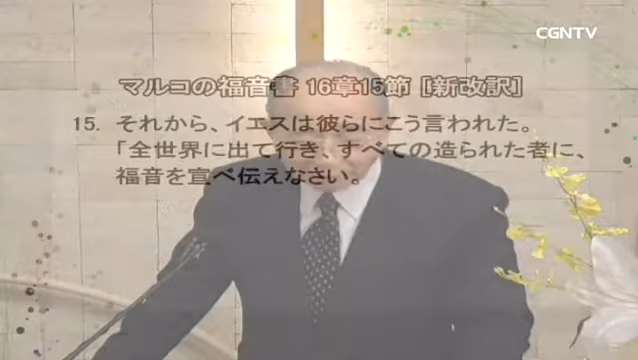 CGNTV
マルコの福音書 16章15節 [新改訳]
15. それから、イエスは彼らにこう言われた。
「全世界に出て行き、すべての造られた者に、
福音を宣べ伝えなさい。